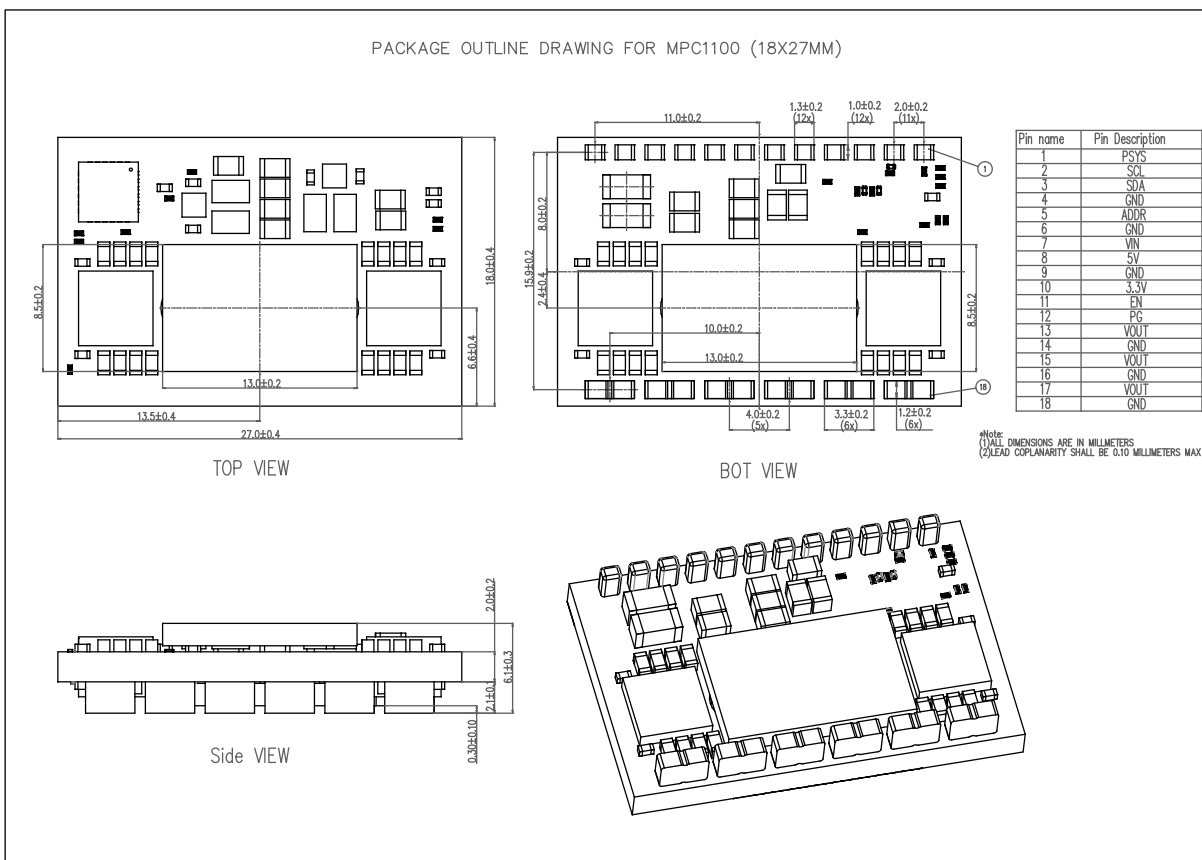 PACKAGE OUTLINE DRAWING FOR MPC1100 (18X27MM)
8.5±0.2
13.0±0.2
13.5±0.4
27.0±0.4
18.0±0.4
6.6±0.4
TOP VIEW
11.0±0.2
1.3±0.2
(12x)
1.0±0.2
(12x)
2.0±0.2
(11x)
1
8.0±0.2
15.9±0.2
2.4±0.4
10.0±0.2
13.0±0.2
8.5±0.2
18
4.0±0.2
(5x)
3.3±0.2
(6x)
1.2±0.2
(6x)
BOT VIEW
Pin name Pin Description
1 PSYS
2 SCL
3 SDA
4 GND
5 ADDR
6 GND
7 VIN
8 5V
9 GND
10 3.3V
11 EN
12 PG
13 VOUT
14 GND
15 VOUT
16 GND
17 VOUT
18 GND
*Note:
(1)ALL DIMENSIONS ARE IN MILLMETERS
(2)LEAD COPLANARITY SHALL BE 0.10 MILLIMETERS MAX
2.0±0.2
6.1±0.3
2.1±0.1
0.30±0.10
Side VIEW